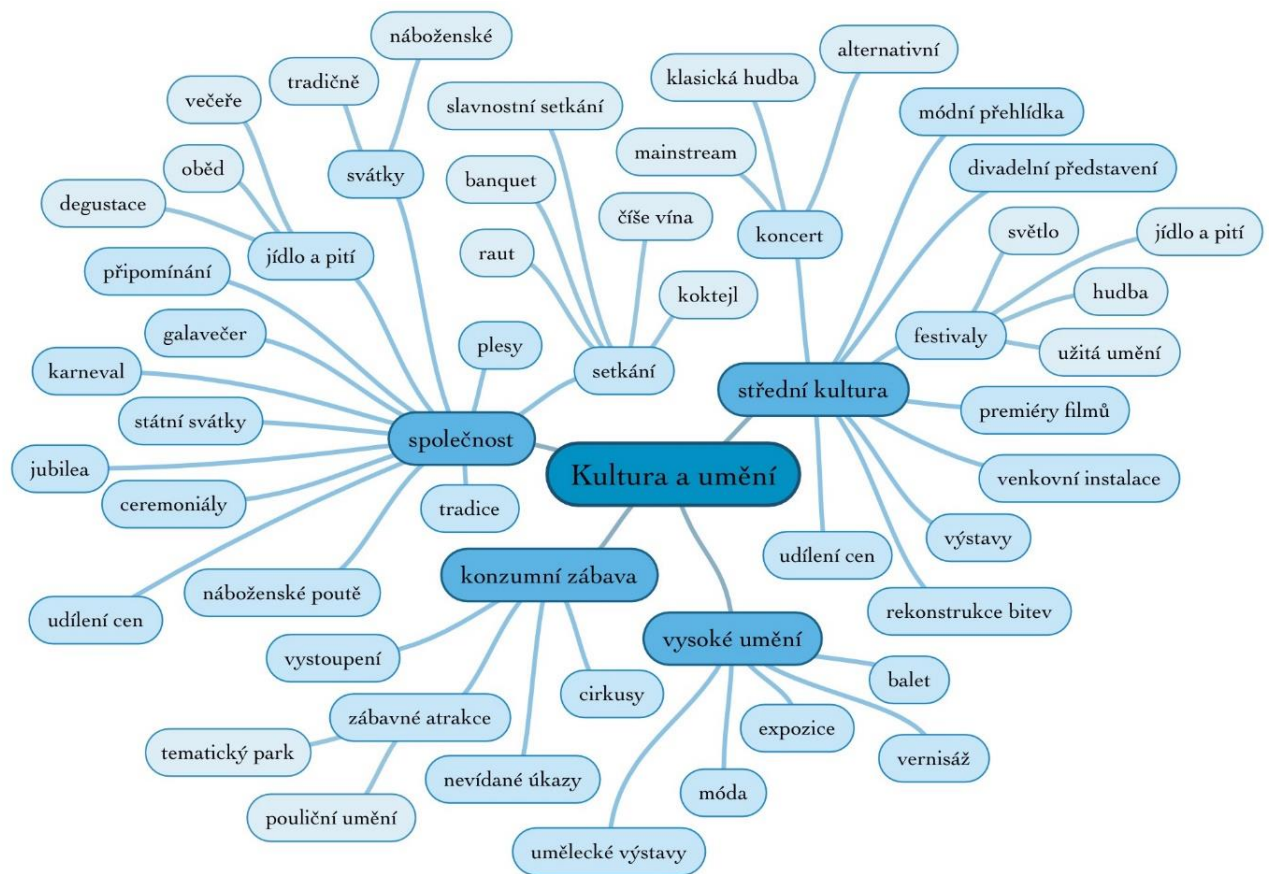 náboženské
alternativní
tradičně
klasická hudba
večeře
slavnostní setkání
módní přehlídka
mainstream
oběd
svátky
banquet
divadelní představení
degustace
číše vína
světlo
jídlo a pití
jídlo a pití
koncert
raut
připomínání
koktejl
hudba
galavečer
plesy
festivaly
užitá umění
karneval
setkání
střední kultura
státní svátky
premiéry filmů
společnost
jubilea
Kultura a umění
venkovní instalace
ceremoniály
tradice
výstavy
udílení cen
konzumní zábava
náboženské poutě
rekonstrukce bitev
udílení cen
vysoké umění
vystoupení
balet
cirkusy
zábavné atrakce
expozice
tematický park
vernisáž
nevídané úkazy
móda
pouliční umění
umělecké výstavy